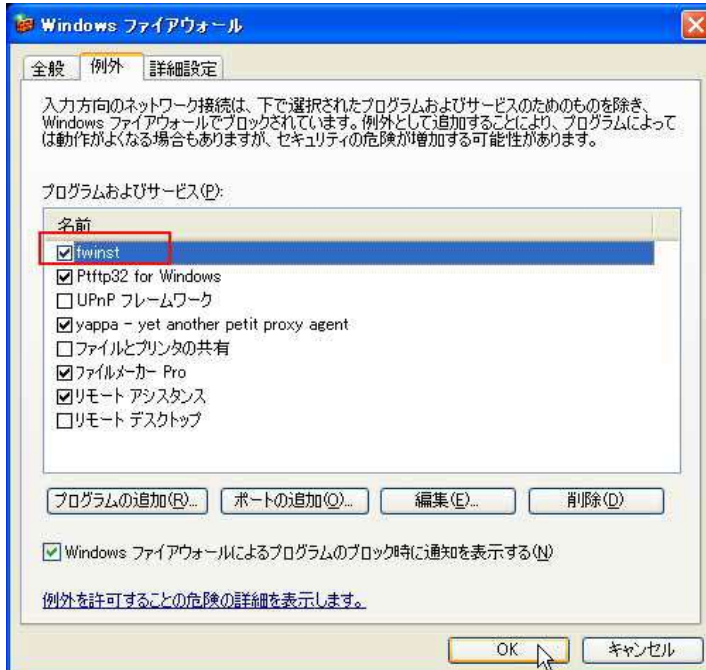 Windows ファイアウォール
全般 例外 詳細設定
入力方向のネットワーク接続は、下で選択されたプログラムおよびサービスのためのものを除き、
Windows ファイアウォールでブロックされています。例外として追加することにより、プログラムによって
は動作がよくなる場合もありますが、セキュリティの危険が増加する可能性があります。
プログラムおよびサービス(P):
名前
fwinst
Ptftp32 for Windows
UPnP フレームワーク
yappa - yet another petit proxy agent
ファイルとプリンタの共有
ファイルメーカー Pro
リモート アシスタンス
リモート デスクトップ
プログラムの追加(R)... ポートの追加(O)... 編集(E)... 削除(D)
Windows ファイアウォールによるプログラムのブロック時に通知を表示する(N)
例外を許可することの危険の詳細を表示します。
OK キャンセル